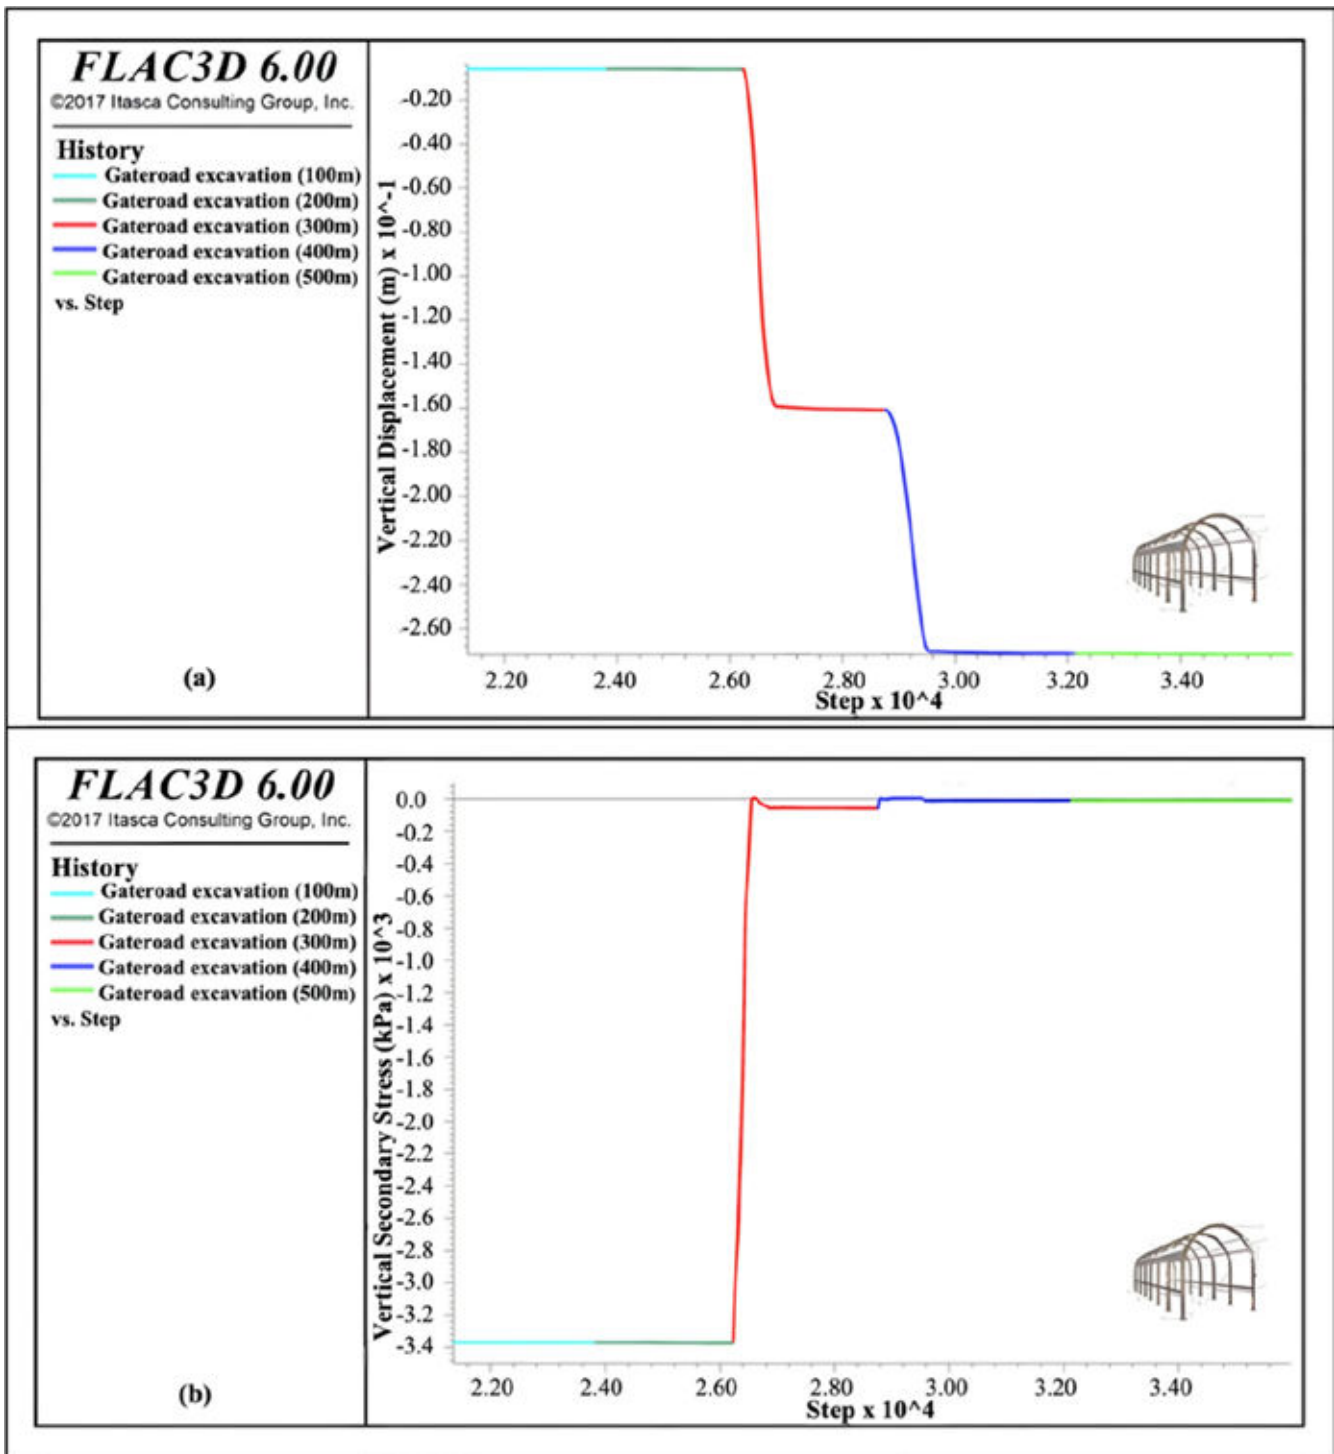 FLAC3D 6.00
©2017 Itasca Consulting Group, Inc.
History
Gateroad excavation (100m)
Gateroad excavation (200m)
Gateroad excavation (300m)
Gateroad excavation (400m)
Gateroad excavation (500m)
vs. Step
(a)
Vertical Displacement (m) x 10^-1
-0.20
-0.40
-0.60
-0.80
-1.00
-1.20
-1.40
-1.60
-1.80
-2.00
-2.20
-2.40
-2.60
2.20 2.40 2.60 2.80 3.00 3.20 3.40
Step x 10^4
FLAC3D 6.00
©2017 Itasca Consulting Group, Inc.
History
Gateroad excavation (100m)
Gateroad excavation (200m)
Gateroad excavation (300m)
Gateroad excavation (400m)
Gateroad excavation (500m)
vs. Step
(b)
Vertical Secondary Stress (kPa) x 10^3
0.0
-0.2
-0.4
-0.6
-0.8
-1.0
-1.2
-1.4
-1.6
-1.8
-2.0
-2.2
-2.4
-2.6
-2.8
-3.0
-3.2
-3.4
2.20 2.40 2.60 2.80 3.00 3.20 3.40
Step x 10^4